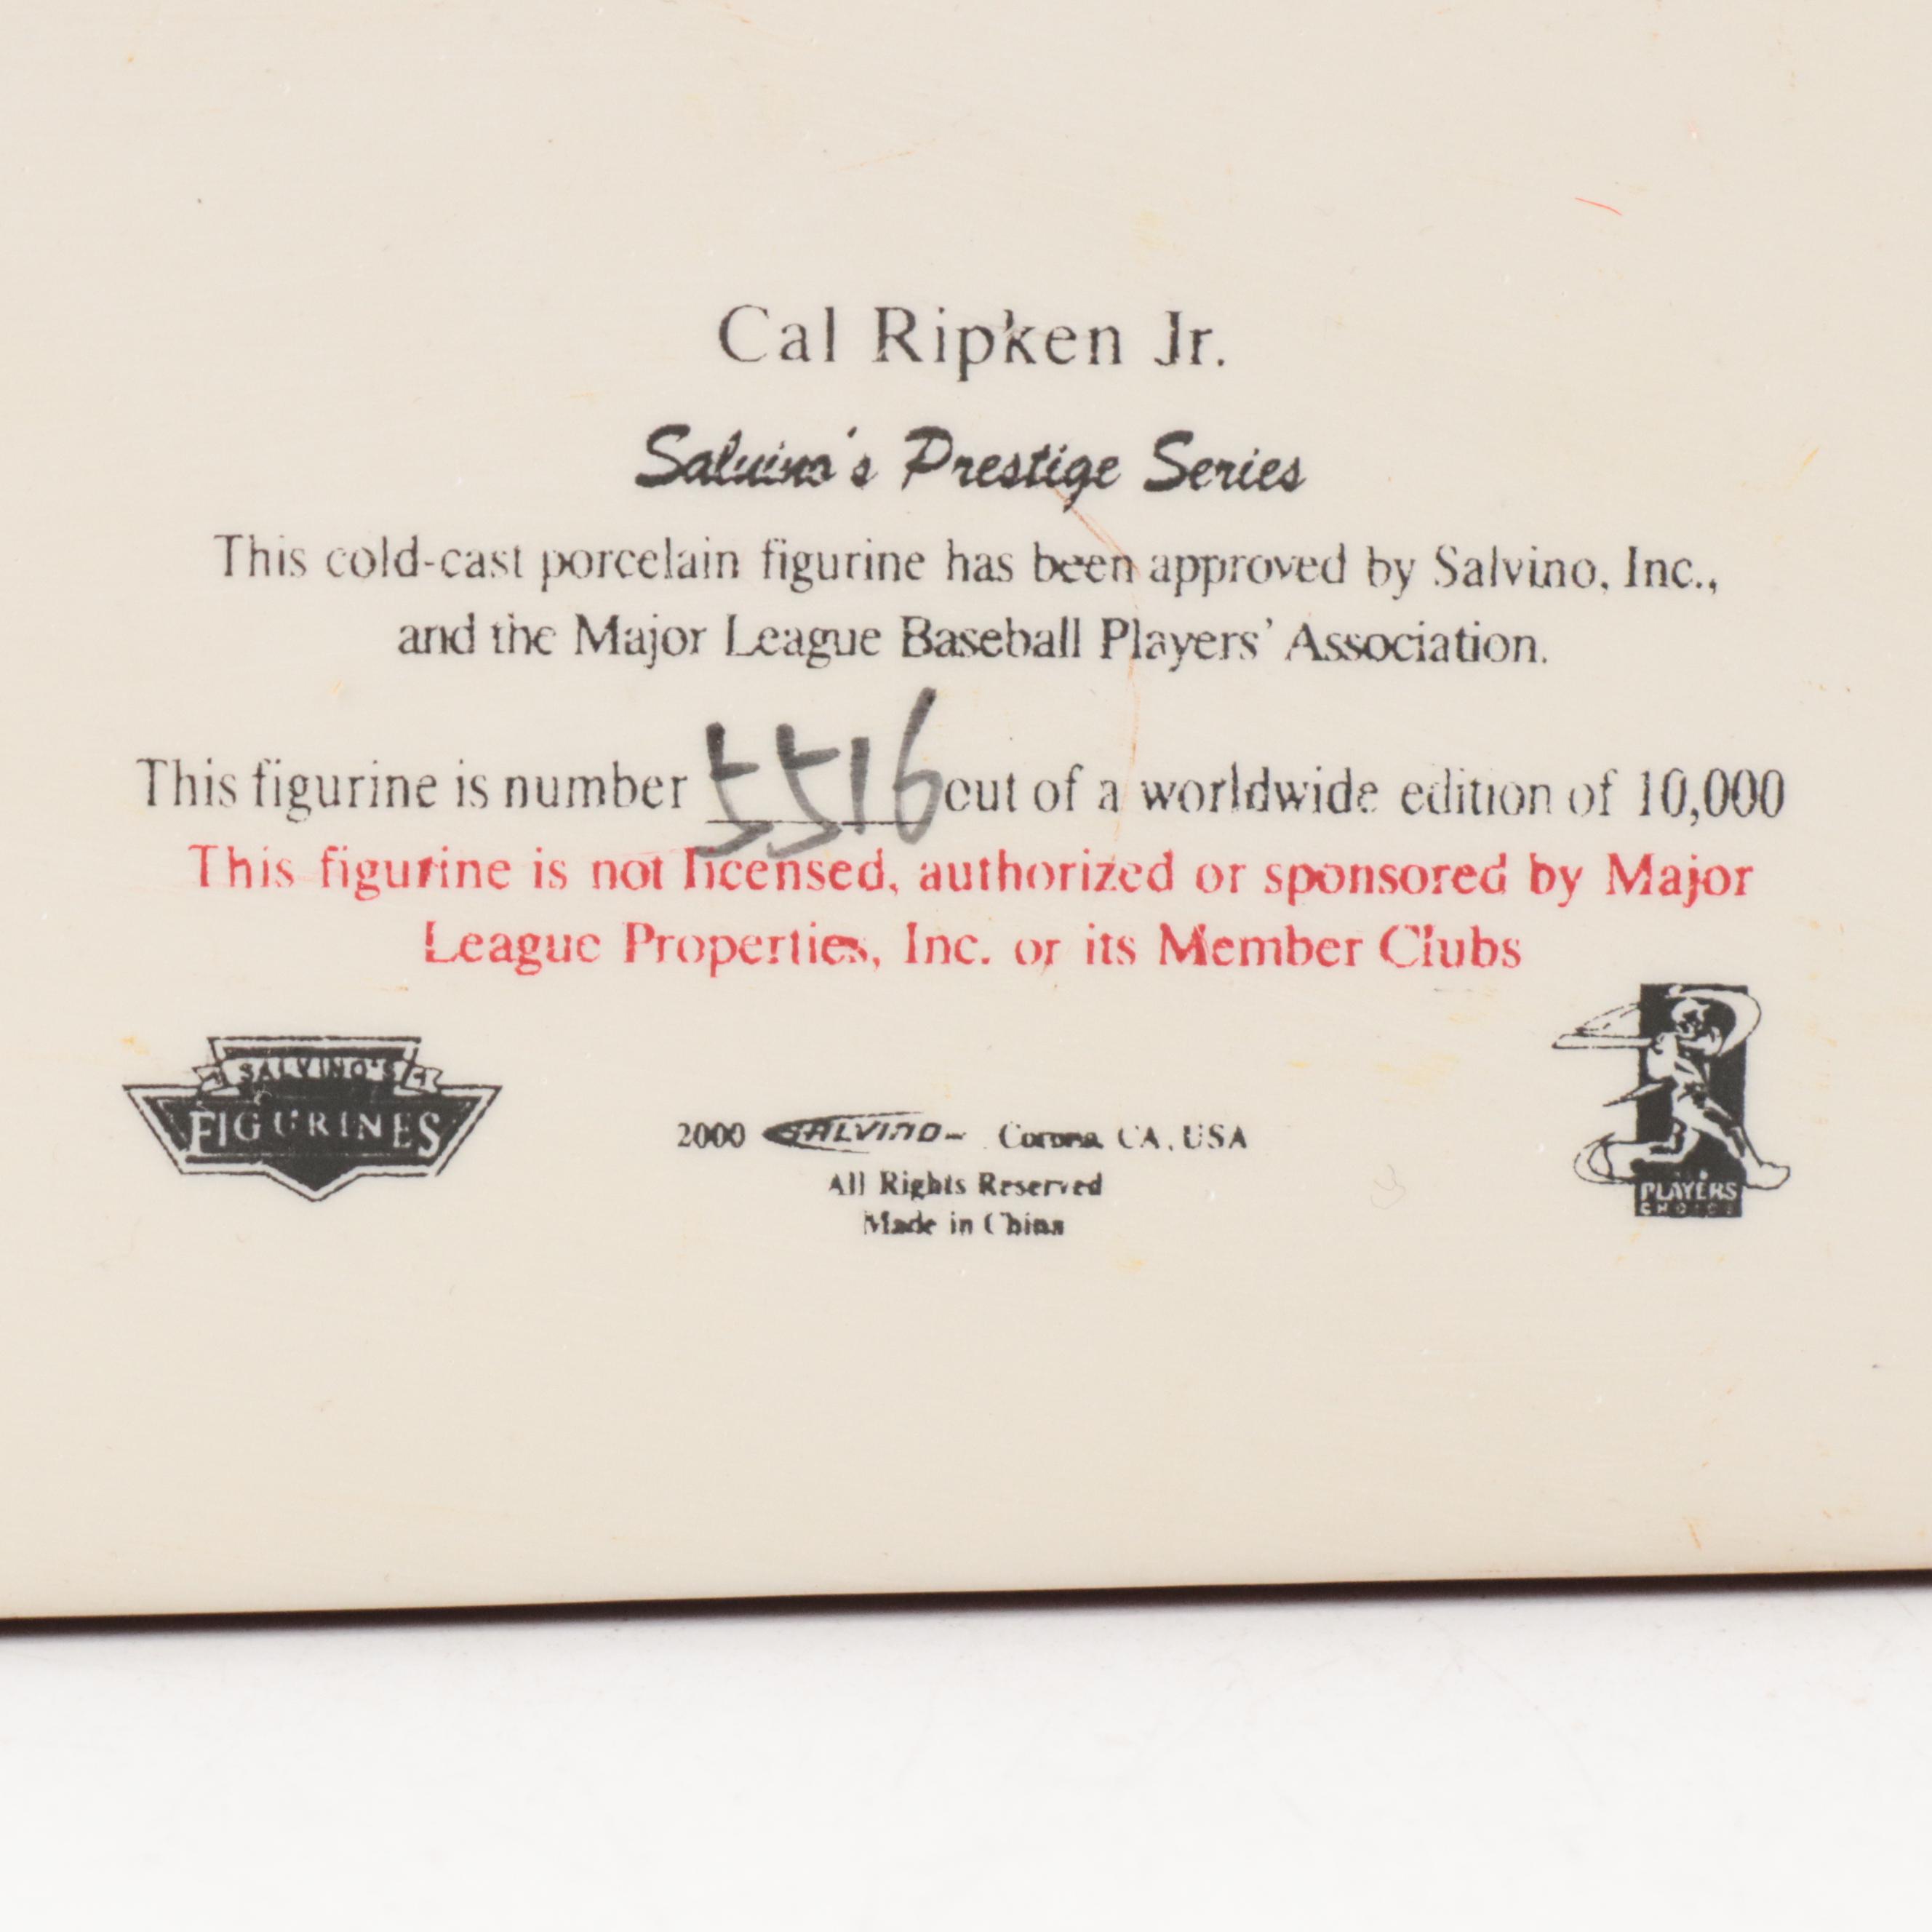 Cal Ripken Jr.
Salvino's Prestige Series
This cold-cast porcelain figurine has been approved by Salvino, Inc.,
and the Major League Baseball Players' Association.
This figurine is number 5516 out of a worldwide edition of 10,000
This figurine is not licensed, authorized or sponsored by Major
League Properties, Inc. or its Member Clubs
SALVINO'S
FIGURINES
2000 SALVINO Corona, CA, USA
All Rights Reserved
Made in China
PLAYERS
CHOICE